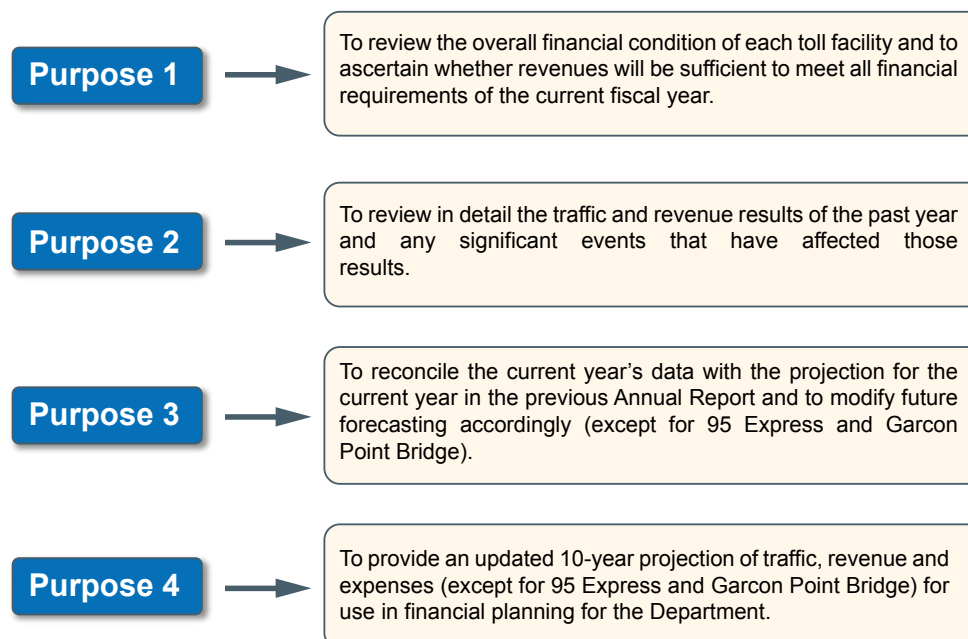 Purpose 1
To review the overall financial condition of each toll facility and to
ascertain whether revenues will be sufficient to meet all financial
requirements of the current fiscal year.
Purpose 2
To review in detail the traffic and revenue results of the past year
and any significant events that have affected those
results.
Purpose 3
To reconcile the current year’s data with the projection for the
current year in the previous Annual Report and to modify future
forecasting accordingly (except for 95 Express and Garcon
Point Bridge).
Purpose 4
To provide an updated 10-year projection of traffic, revenue and
expenses (except for 95 Express and Garcon Point Bridge) for
use in financial planning for the Department.